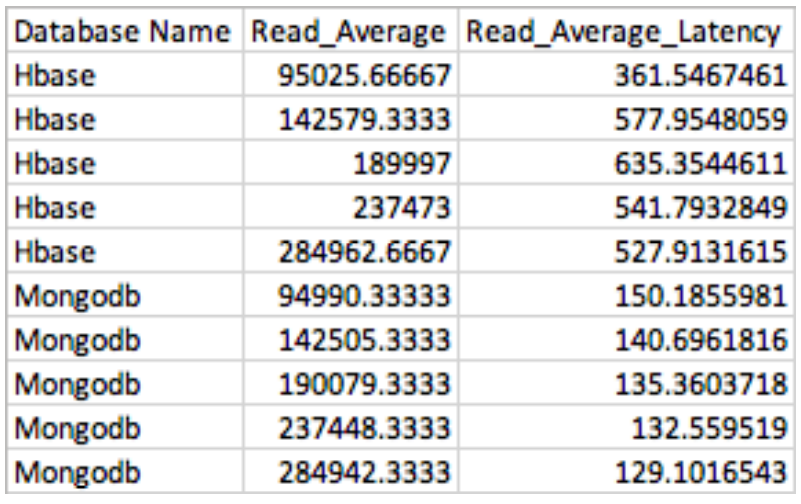 Database Name Read_Average Read_Average_Latency
Hbase 95025.66667 361.5467461
Hbase 142579.3333 577.9548059
Hbase 189997 635.3544611
Hbase 237473 541.7932849
Hbase 284962.6667 527.9131615
Mongodb 94990.33333 150.1855981
Mongodb 142505.3333 140.6961816
Mongodb 190079.3333 135.3603718
Mongodb 237448.3333 132.559519
Mongodb 284942.3333 129.1016543